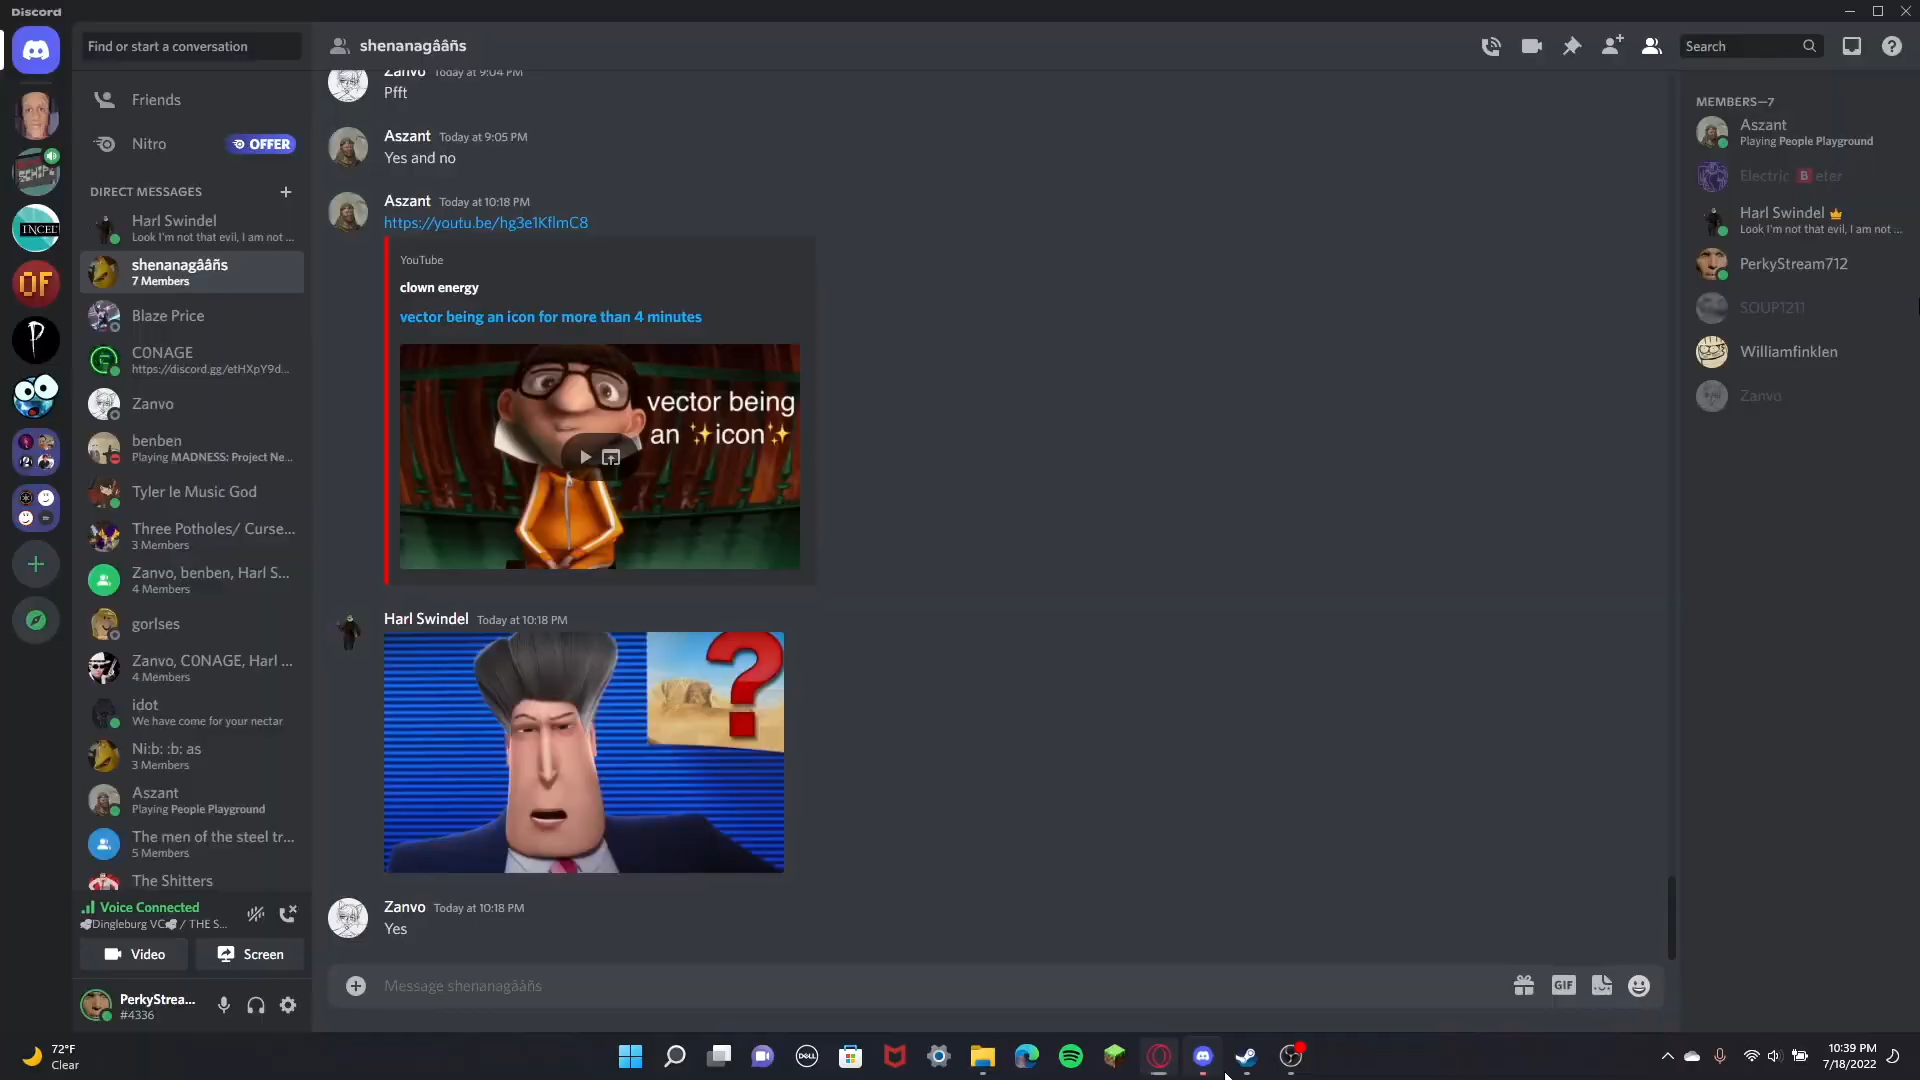 Discord
Find or start a conversation
Friends
Nitro
OFFER
DIRECT MESSAGES
Harl Swindel
Look I'm not that evil, I am not ...
shenanagââñs
7 Members
Blaze Price
CONAGE
https://discord.gg/etHXpY9d...
Zanvo
benben
Playing MADNESS: Project Ne...
Tyler le Music God
Three Potholes/ Curse...
3 Members
Zanvo, benben, Harl S...
4 Members
gorlses
Zanvo, CONAGE, Harl ...
4 Members
idot
We have come for your nectar
Ni:b: :b: as
3 Members
Aszant
Playing People Playground
The men of the steel tr...
5 Members
The Shitters
Voice Connected
Dingleburg VC / THE S...
Video
Screen
PerkyStrea...
#4336
INCEL
OF
P
shenanagââñs
Search
Zanvo Today at 9:04 PM
Pfft
Aszant Today at 9:05 PM
Yes and no
Aszant Today at 10:18 PM
https://youtu.be/hg3e1KflmC8
YouTube
clown energy
vector being an icon for more than 4 minutes
vector being
an ✨icon✨
Harl Swindel Today at 10:18 PM
?
Zanvo Today at 10:18 PM
Yes
Message shenanagââñs
GIF
MEMBERS—7
Aszant
Playing People Playground
Electric 🅱eter
Harl Swindel
Look I'm not that evil, I am not ...
PerkyStream712
SOUP1211
Williamfinklen
Zanvo
72°F
Clear
DELL
10:39 PM
7/18/2022